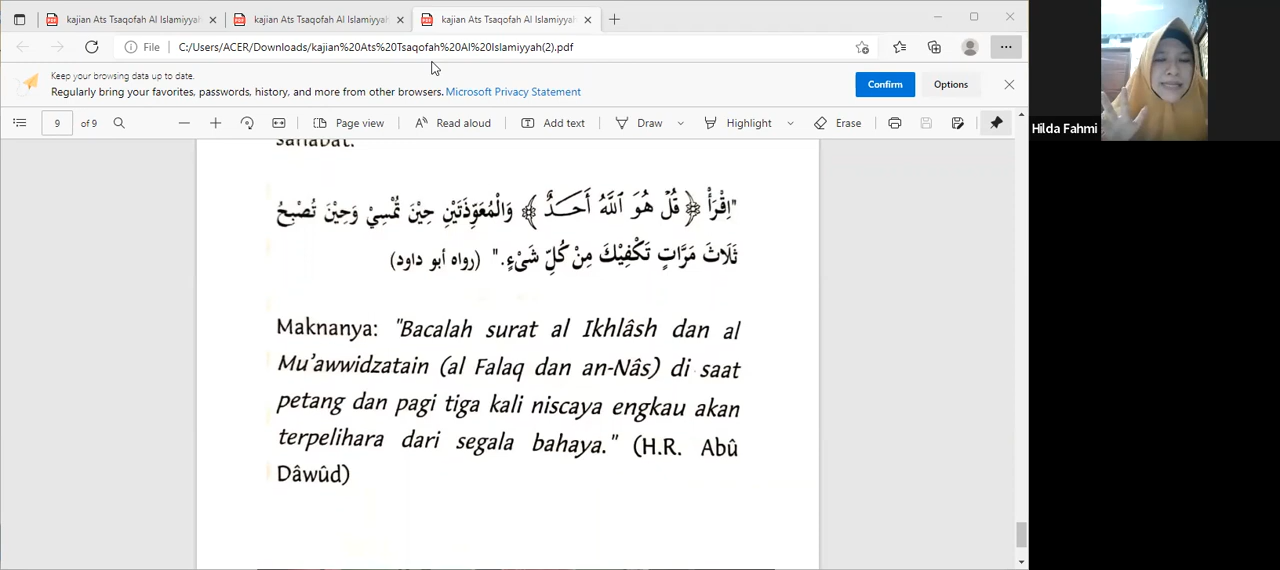 kajian Ats Tsaqofah Al Islamiyyah
kajian Ats Tsaqofah Al Islamiyyah
kajian Ats Tsaqofah Al Islamiyyah
File
C:/Users/ACER/Downloads/kajian%20Ats%20Tsaqofah%20Al%20Islamiyyah(2).pdf
Keep your browsing data up to date.
Regularly bring your favorites, passwords, history, and more from other browsers. Microsoft Privacy Statement
Confirm
Options
9 of 9
Page view
Read aloud
Add text
Draw
Highlight
Erase
Hilda Fahmi
sahabat.
"اِقْرَأْ ﴿قُلْ هُوَ ٱللَّهُ أَحَدٌ﴾ وَالْمُعَوِّذَتَيْنِ حِيْنَ تُمْسِيْ وَحِيْنَ تُصْبِحُ
ثَلَاثَ مَرَّاتٍ تَكْفِيْكَ مِنْ كُلِّ شَىْءٍ." (رواه أبو داود)
Maknanya: "Bacalah surat al Ikhlâsh dan al
Mu'awwidzatain (al Falaq dan an-Nâs) di saat
petang dan pagi tiga kali niscaya engkau akan
terpelihara dari segala bahaya." (H.R. Abû
Dâwûd)